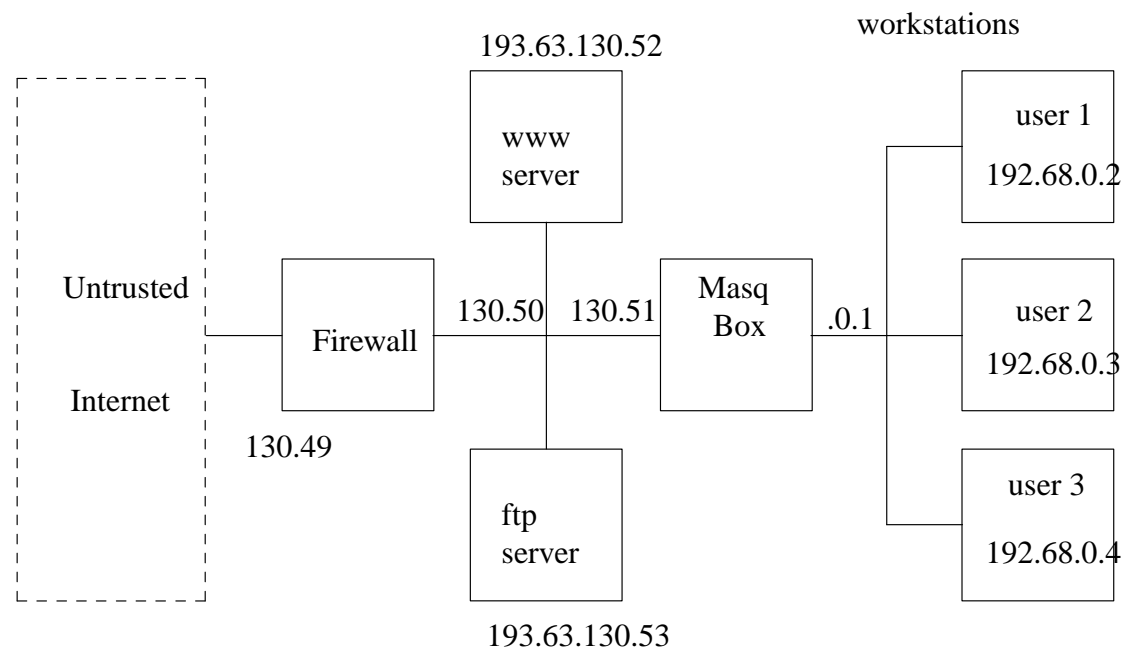 workstations
193.63.130.52
www
server
user 1
192.68.0.2
Untrusted
Internet
Firewall
130.49
130.50
130.51
Masq
Box
.0.1
user 2
192.68.0.3
ftp
server
193.63.130.53
user 3
192.68.0.4